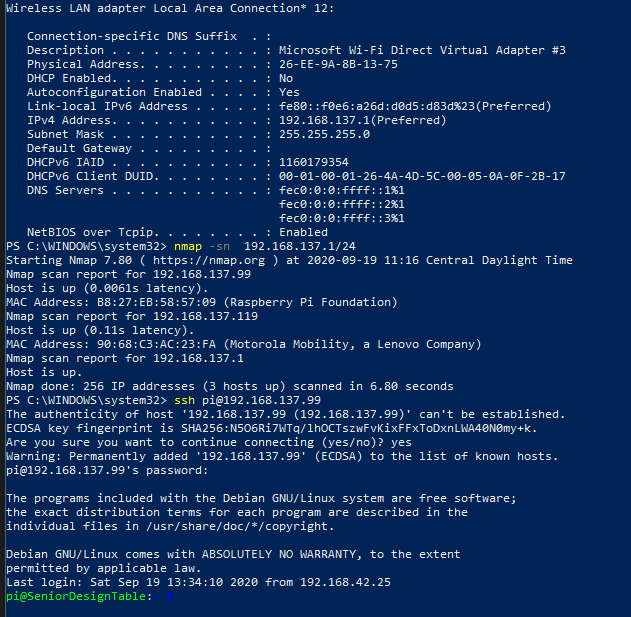 Wireless LAN adapter Local Area Connection* 12:
Connection-specific DNS Suffix  . :
Description . . . . . . . . . . . : Microsoft Wi-Fi Direct Virtual Adapter #3
Physical Address. . . . . . . . . : 26-EE-9A-8B-13-75
DHCP Enabled. . . . . . . . . . . : No
Autoconfiguration Enabled . . . . : Yes
Link-local IPv6 Address . . . . . : fe80::f0e6:a26d:d0d5:d83d%23(Preferred)
IPv4 Address. . . . . . . . . . . : 192.168.137.1(Preferred)
Subnet Mask . . . . . . . . . . . : 255.255.255.0
Default Gateway . . . . . . . . . :
DHCPv6 IAID . . . . . . . . . . . : 1160179354
DHCPv6 Client DUID. . . . . . . . : 00-01-00-01-26-4A-4D-5C-00-05-0A-0F-2B-17
DNS Servers . . . . . . . . . . . : fec0:0:0:ffff::1%1
fec0:0:0:ffff::2%1
fec0:0:0:ffff::3%1
NetBIOS over Tcpip. . . . . . . . : Enabled
PS C:\WINDOWS\system32> nmap -sn  192.168.137.1/24
Starting Nmap 7.80 ( https://nmap.org ) at 2020-09-19 11:16 Central Daylight Time
Nmap scan report for 192.168.137.99
Host is up (0.0061s latency).
MAC Address: B8:27:EB:58:57:09 (Raspberry Pi Foundation)
Nmap scan report for 192.168.137.119
Host is up (0.11s latency).
MAC Address: 90:68:C3:AC:23:FA (Motorola Mobility, a Lenovo Company)
Nmap scan report for 192.168.137.1
Host is up.
Nmap done: 256 IP addresses (3 hosts up) scanned in 6.80 seconds
PS C:\WINDOWS\system32> ssh pi@192.168.137.99
The authenticity of host '192.168.137.99 (192.168.137.99)' can't be established.
ECDSA key fingerprint is SHA256:N5O6Ri7WTq/lhOCTszwFvKixFFxToDxnLWA40N0my+k.
Are you sure you want to continue connecting (yes/no)? yes
Warning: Permanently added '192.168.137.99' (ECDSA) to the list of known hosts.
pi@192.168.137.99's password:
The programs included with the Debian GNU/Linux system are free software;
the exact distribution terms for each program are described in the
individual files in /usr/share/doc/*/copyright.
Debian GNU/Linux comes with ABSOLUTELY NO WARRANTY, to the extent
permitted by applicable law.
Last login: Sat Sep 19 13:34:10 2020 from 192.168.42.25
pi@SeniorDesignTable:~ $